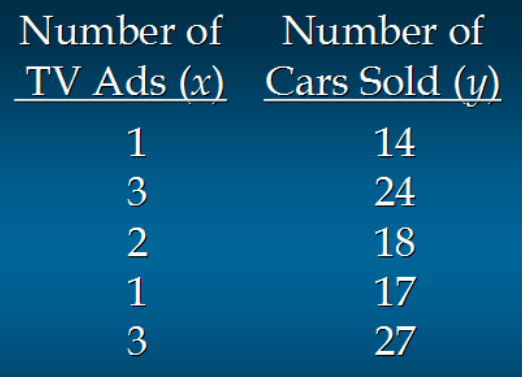 Number of Number of
TV Ads (x) Cars Sold (y)
1 14
3 24
2 18
1 17
3 27